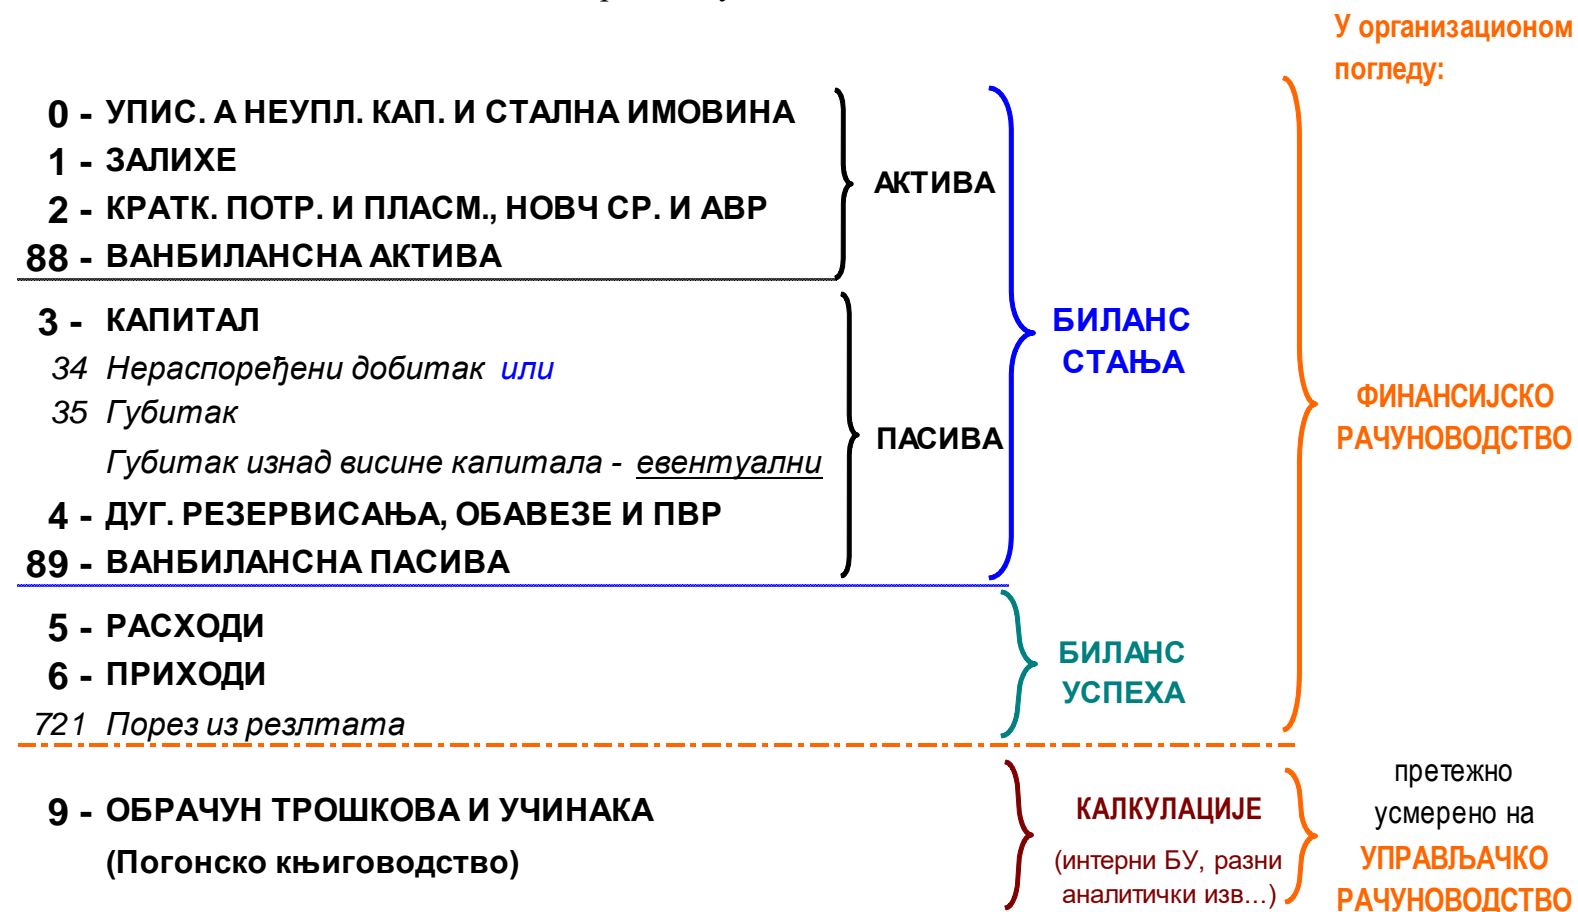 У организационом
погледу:
0 - УПИС. А НЕУПЛ. КАП. И СТАЛНА ИМОВИНА
1 - ЗАЛИХЕ
2 - КРАТК. ПОТР. И ПЛАСМ., НОВЧ СР. И АВР
88 - ВАНБИЛАНСНА АКТИВА
АКТИВА
3 - КАПИТАЛ
34 Нераспоређени добитак или
35 Губитак
Губитак изнад висине капитала - евентуални
4 - ДУГ. РЕЗЕРВИСАЊА, ОБАВЕЗЕ И ПВР
89 - ВАНБИЛАНСНА ПАСИВА
ПАСИВА
БИЛАНС
СТАЊА
5 - РАСХОДИ
6 - ПРИХОДИ
721 Порез из резлтата
БИЛАНС
УСПЕХА
ФИНАНСИЈСКО
РАЧУНОВОДСТВО
9 - ОБРАЧУН ТРОШКОВА И УЧИНАКА
(Погонско књиговодство)
КАЛКУЛАЦИЈЕ
(интерни БУ, разни
аналитички изв...)
претежно
усмерено на
УПРАВЉАЧКО
РАЧУНОВОДСТВО